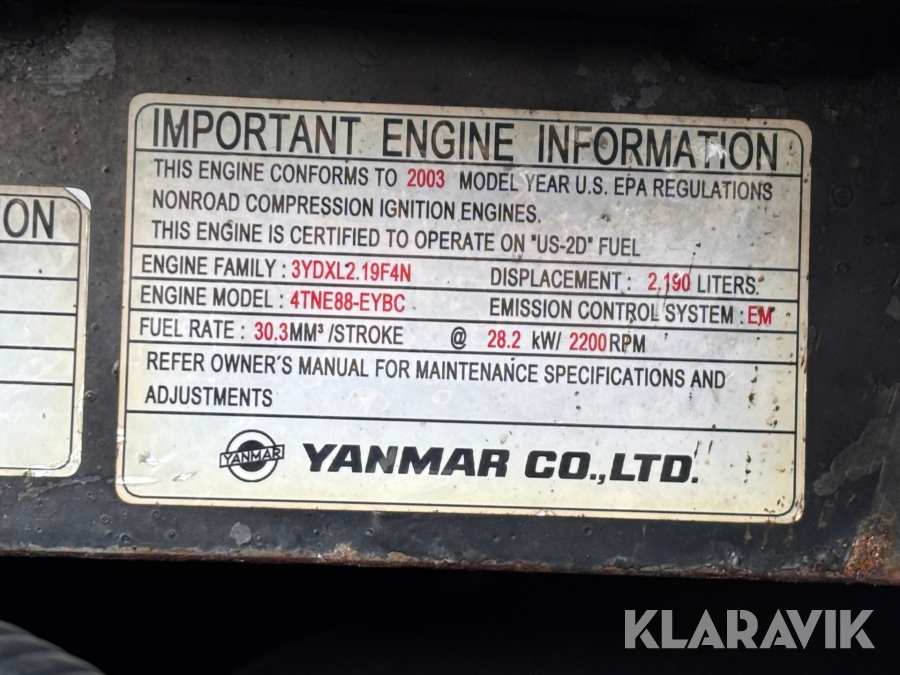 IMPORTANT ENGINE INFORMATION
THIS ENGINE CONFORMS TO 2003 MODEL YEAR U.S. EPA REGULATIONS
NONROAD COMPRESSION IGNITION ENGINES.
THIS ENGINE IS CERTIFIED TO OPERATE ON "US-2D" FUEL
ENGINE FAMILY : 3YDXL2.19F4N DISPLACEMENT : 2.190 LITERS.
ENGINE MODEL : 4TNE88-EYBC EMISSION CONTROL SYSTEM : EM
FUEL RATE : 30.3MM³ /STROKE @ 28.2 kW/ 2200RPM
REFER OWNER'S MANUAL FOR MAINTENANCE SPECIFICATIONS AND
ADJUSTMENTS
YANMAR YANMAR CO.,LTD.
ON
KLARAVIK